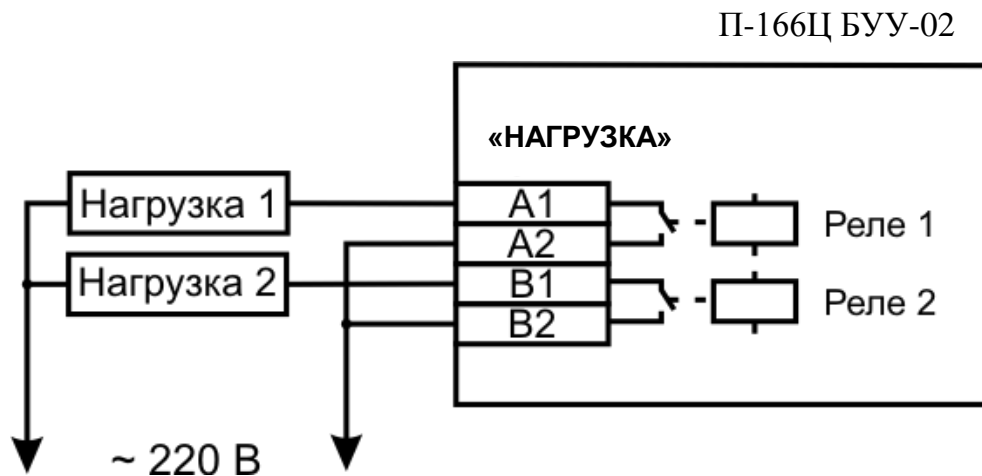 П-166Ц БУУ-02
«НАГРУЗКА»
Нагрузка 1
A1
A2
Реле 1
Нагрузка 2
B1
B2
Реле 2
~ 220 В